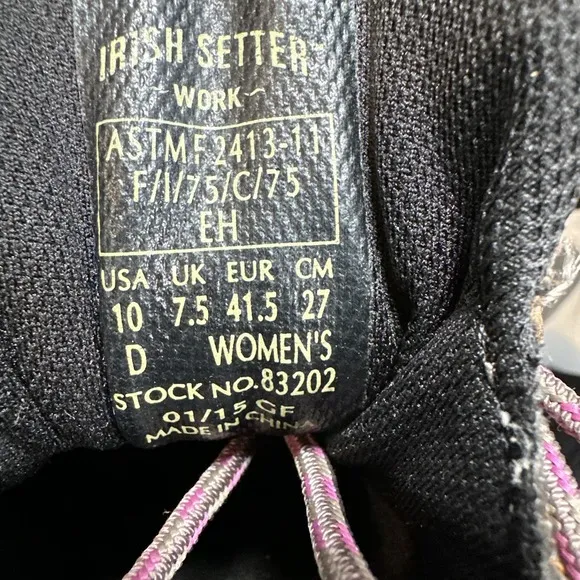 IRISH SETTER
~WORK~
ASTM F 2413-11
F/I/75/C/75
EH
USA UK EUR CM
10 7.5 41.5 27
D WOMEN'S
STOCK NO. 83202
01/15 GF
MADE IN CHINA